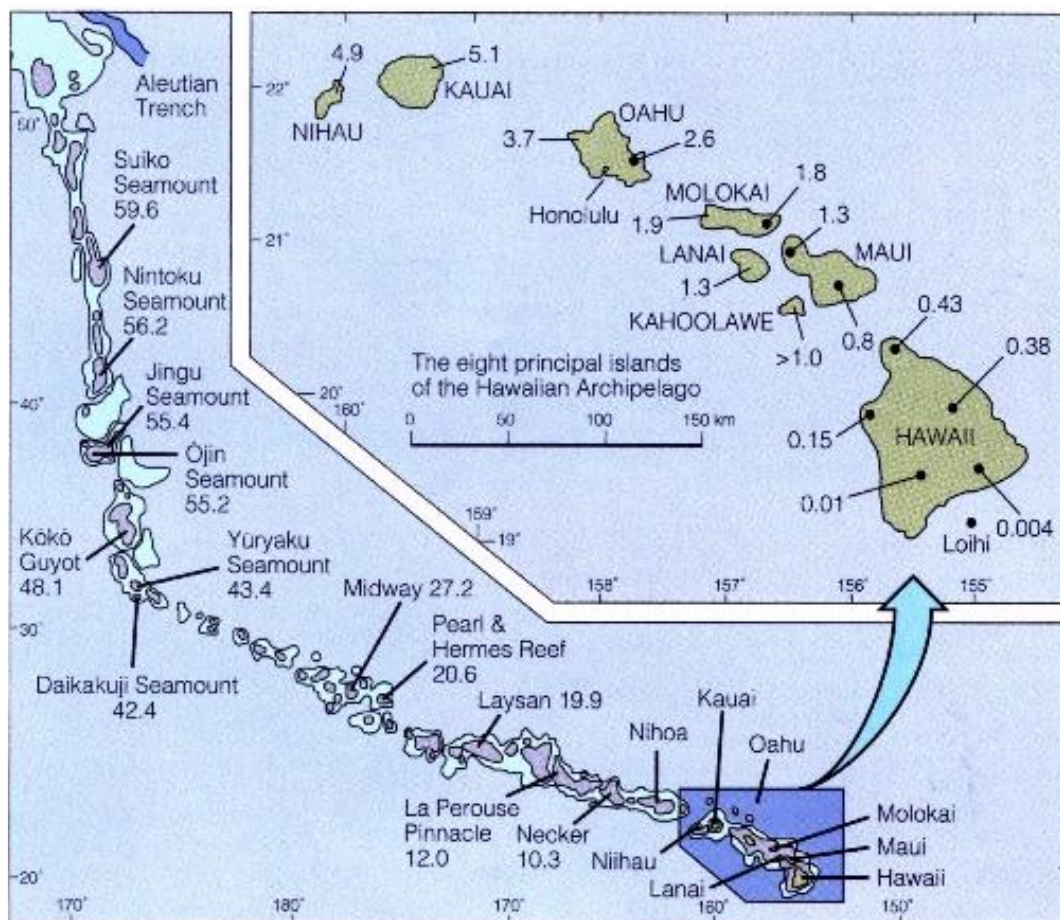 Aleutian
Trench
50°
Suiko
Seamount
59.6
Nintoku
Seamount
56.2
Jingu
Seamount
55.4
40°
Ōjin
Seamount
55.2
Kōkō
Guyot
48.1
Yūryaku
Seamount
43.4
30°
Daikakuji Seamount
42.4
Midway 27.2
Pearl &
Hermes Reef
20.6
Laysan 19.9
La Perouse
Pinnacle
12.0
Necker
10.3
Nihoa
Kauai
Oahu
Niihau
Molokai
Maui
Lanai
Hawaii
20°
170°
180°
170°
160°
150°
4.9
5.1
22°
KAUAI
NIHAU
OAHU
3.7
2.6
Honolulu
MOLOKAI
1.8
1.9
21°
1.3
LANAI
MAUI
1.3
KAHOOLAWE
0.8
>1.0
0.43
0.38
The eight principal islands
of the Hawaiian Archipelago
20°
160°
0
50
100
150 km
0.15
HAWAII
0.01
0.004
Loihi
159°
19°
158°
157°
156°
155°